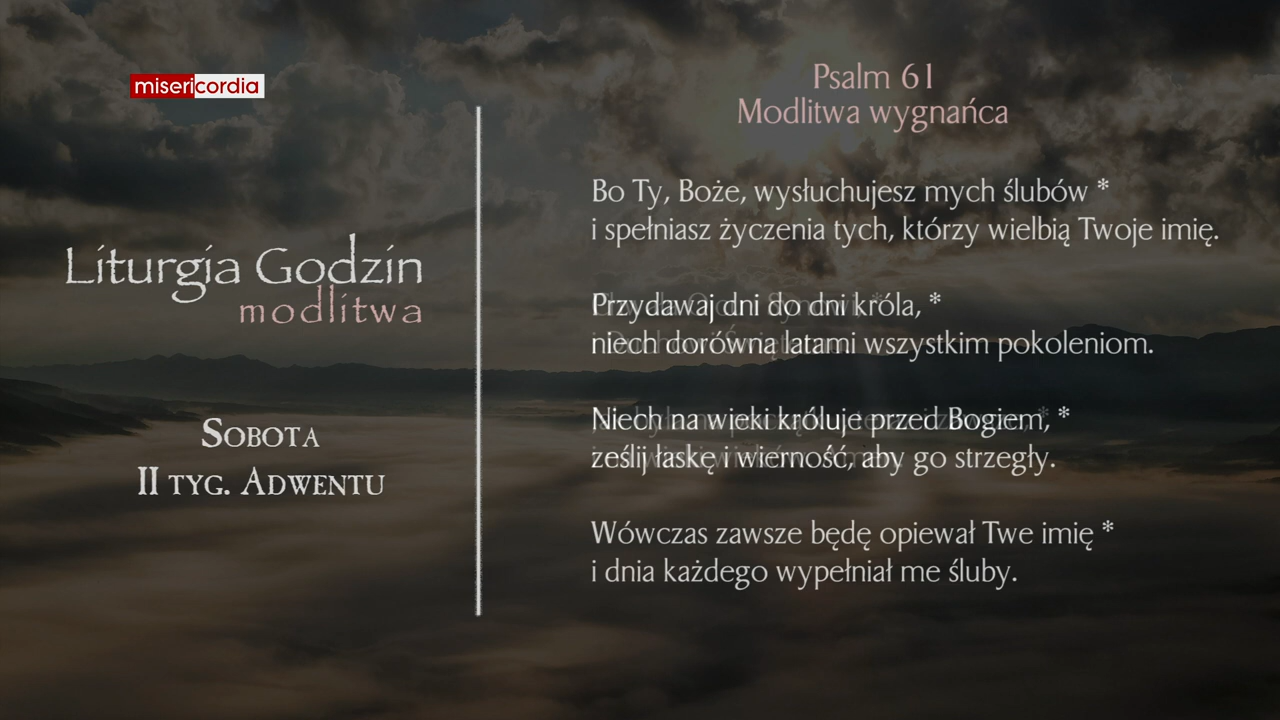 misericordia
Liturgia Godzin
modlitwa
Sobota
II tyg. Adwentu
Psalm 61
Modlitwa wygnańca
Bo Ty, Boże, wysłuchujesz mych ślubów *
i spełniasz życzenia tych, którzy wielbią Twoje imię.
Przydawaj dni do dni króla, *
niech dorówna latami wszystkim pokoleniom.
Niech na wieki króluje przed Bogiem, *
ześlij łaskę i wierność, aby go strzegły.
Wówczas zawsze będę opiewał Twe imię *
i dnia każdego wypełniał me śluby.